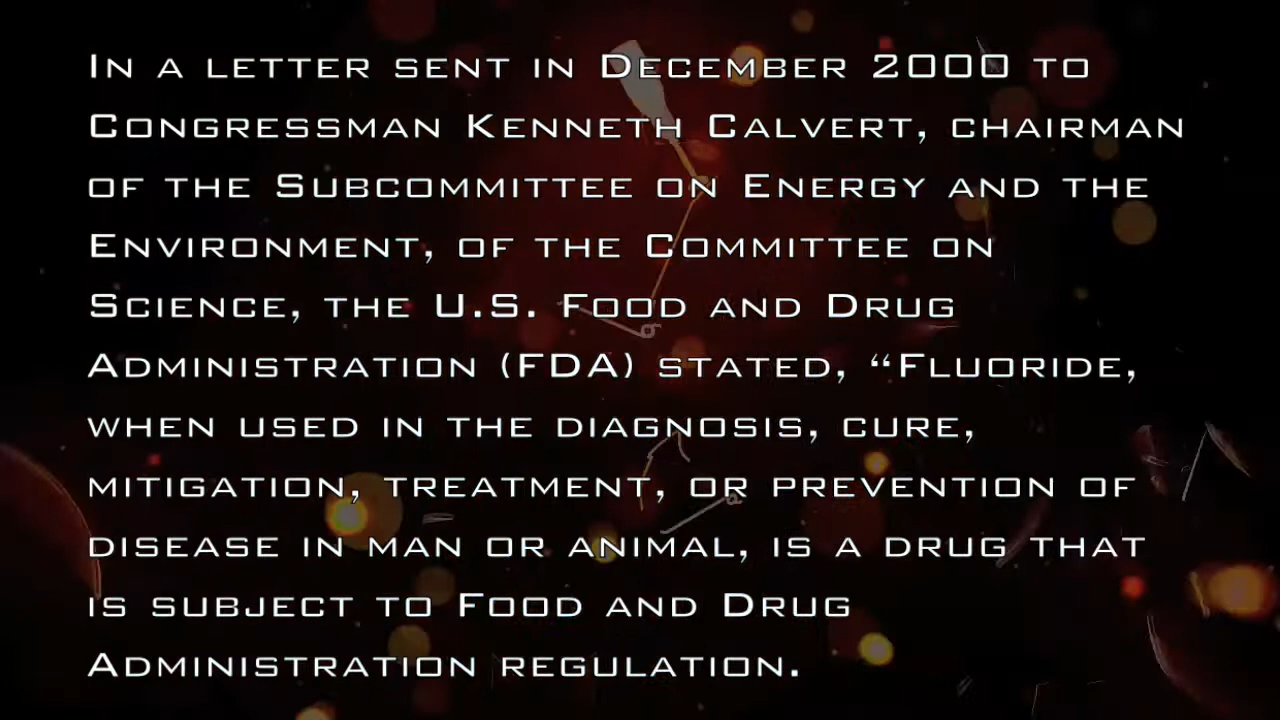 In a letter sent in December 2000 to
Congressman Kenneth Calvert, chairman
of the Subcommittee on Energy and the
Environment, of the Committee on
Science, the U.S. Food and Drug
Administration (FDA) stated, “Fluoride,
when used in the diagnosis, cure,
mitigation, treatment, or prevention of
disease in man or animal, is a drug that
is subject to Food and Drug
Administration regulation.